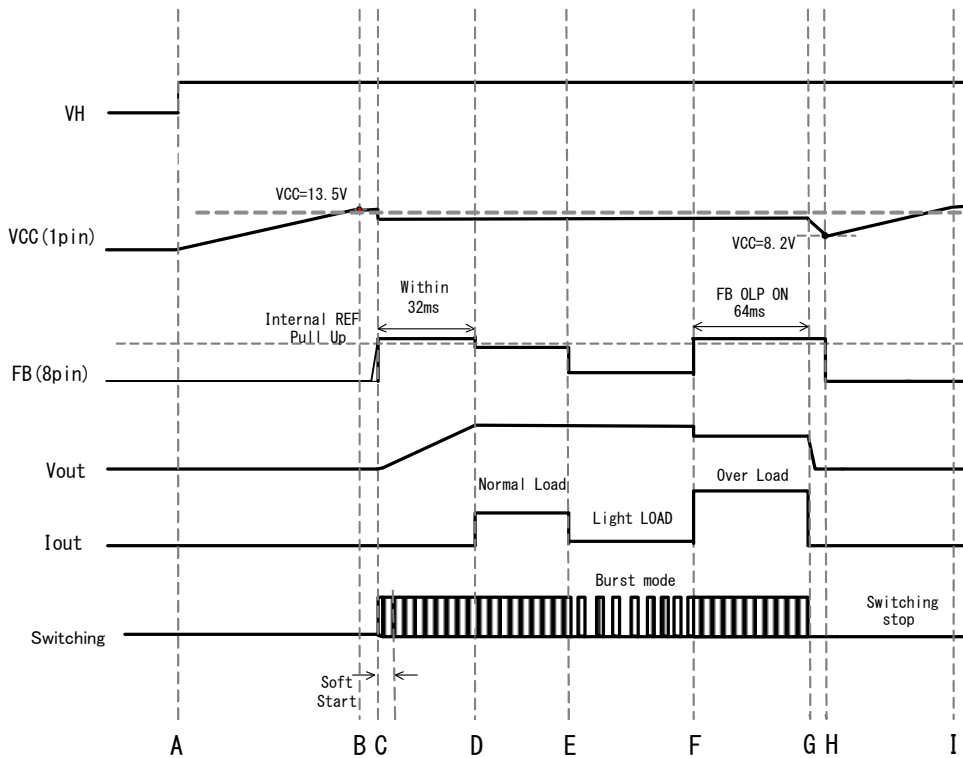 VH
VCC=13.5V
VCC(1pin)
VCC=8.2V
Within
32ms
FB OLP ON
64ms
Internal REF
Pull Up
FB(8pin)
Vout
Normal Load
Over Load
Light LOAD
Iout
Burst mode
Switching
stop
Switching
Soft
Start
A B C D E F G H I